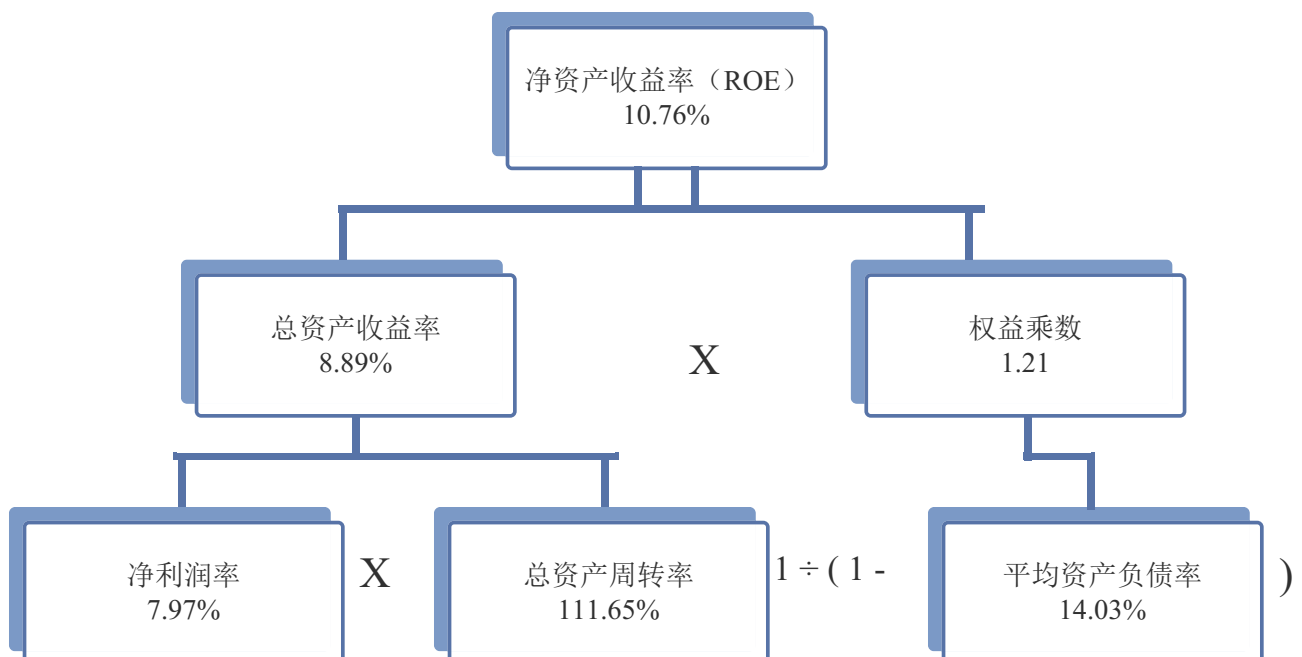 净资产收益率（ROE）
10.76%
总资产收益率
8.89%
X
权益乘数
1.21
净利润率
7.97%
X
总资产周转率
111.65%
1 ÷ ( 1 -
平均资产负债率
14.03%
)